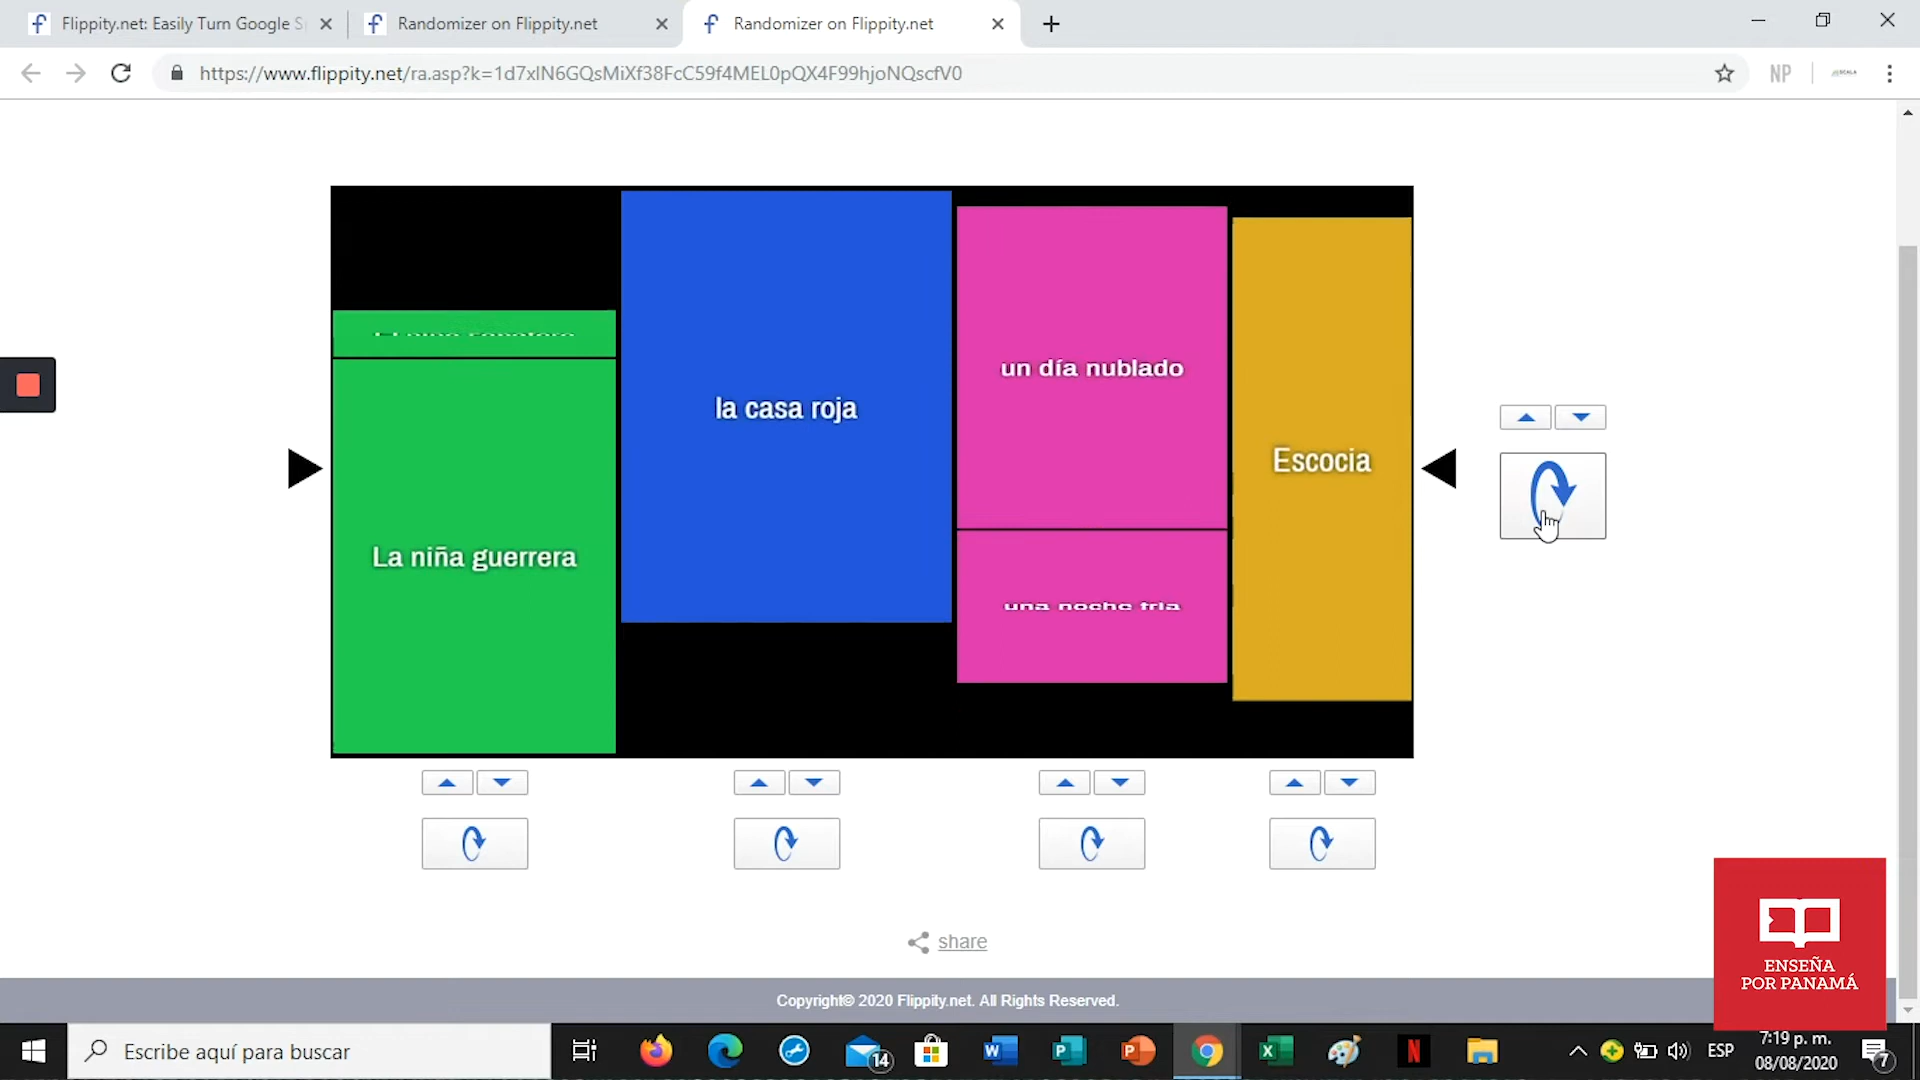 Flippity.net: Easily Turn Google S
Randomizer on Flippity.net
Randomizer on Flippity.net
https://www.flippity.net/ra.asp?k=1d7xlN6GQsMiXf38FcC59f4MEL0pQX4F99hjoNQscfV0
NP
La niña guerrera
la casa roja
un día nublado
una noche fría
Escocia
share
Copyright© 2020 Flippity.net. All Rights Reserved.
ENSEÑA
POR PANAMÁ
Escribe aquí para buscar
14
ESP
7:19 p. m.
08/08/2020
7